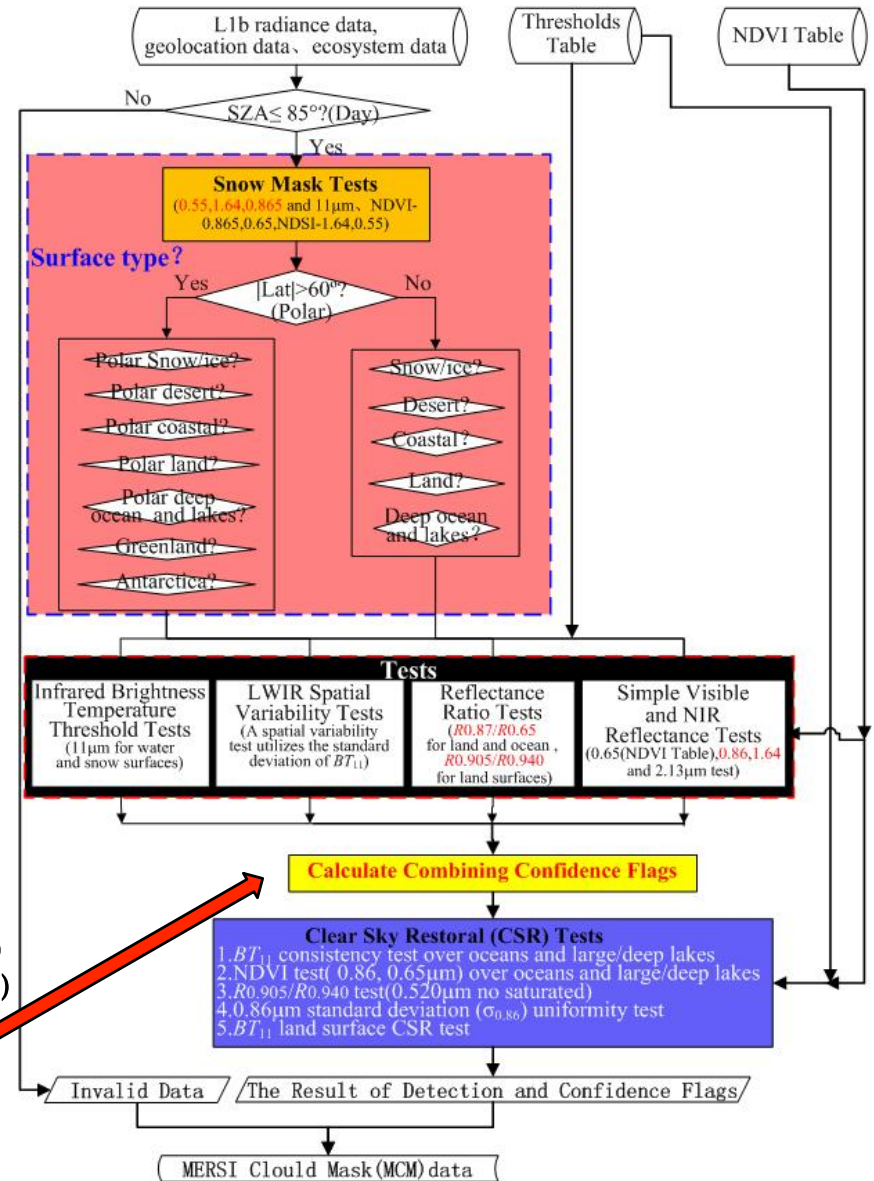 L1b radiance data,
geolocation data、ecosystem data
Thresholds
Table
NDVI Table
No
SZA≤ 85°?(Day)
Yes
Snow Mask Tests
(0.55,1.64,0.865 and 11μm、NDVI-
0.865,0.65,NDSI-1.64,0.55)
Surface type?
Yes
|Lat|>60°?
(Polar)
No
Polar Snow/ice?
Polar desert?
Polar coastal?
Polar land?
Polar deep
ocean and lakes?
Greenland?
Antarctica?
Snow/ice?
Desert?
Coastal?
Land?
Deep ocean
and lakes?
Tests
Infrared Brightness
Temperature
Threshold Tests
(11μm for water
and snow surfaces)
LWIR Spatial
Variability Tests
(A spatial variability
test utilizes the standard
deviation of BT11)
Reflectance
Ratio Tests
(R0.87/R0.65
for land and ocean ,
R0.905/R0.940
for land surfaces)
Simple Visible
and NIR
Reflectance Tests
(0.65(NDVI Table),0.86,1.64
and 2.13μm test)
Calculate Combining Confidence Flags
)
)
Clear Sky Restoral (CSR) Tests
1.BT11 consistency test over oceans and large/deep lakes
2.NDVI test( 0.86, 0.65μm) over oceans and large/deep lakes
3.R0.905/R0.940 test(0.520μm no saturated)
4.0.86μm standard deviation (σ0.86) uniformity test
5.BT11 land surface CSR test
Invalid Data
The Result of Detection and Confidence Flags
MERSI Clould Mask(MCM)data